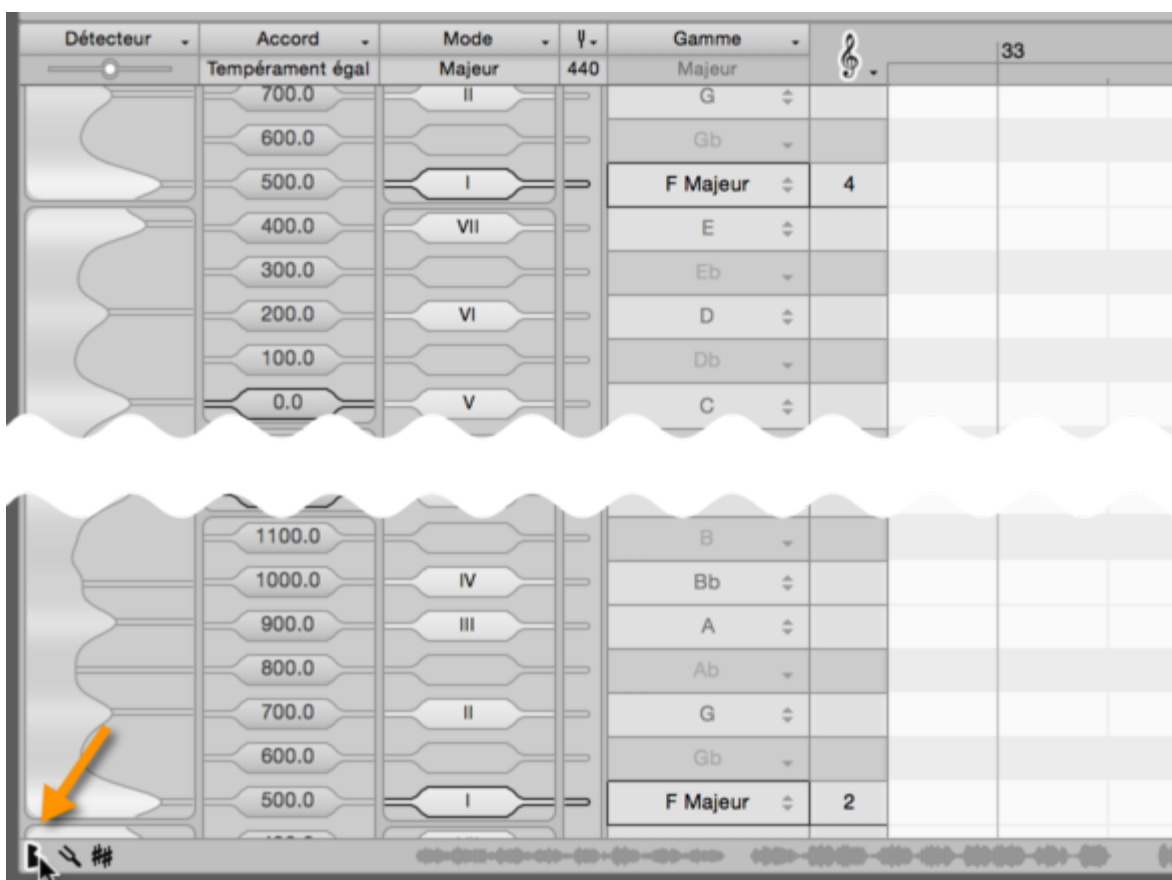 Détecteur Accord Mode Gamme 33
Tempérament égal Majeur 440 Majeur
700.0 II G
600.0 Gb
500.0 I F Majeur 4
400.0 VII E
300.0 Eb
200.0 VI D
100.0 Db
0.0 V C
1100.0 B
1000.0 IV Bb
900.0 III A
800.0 Ab
700.0 II G
600.0 Gb
500.0 I F Majeur 2